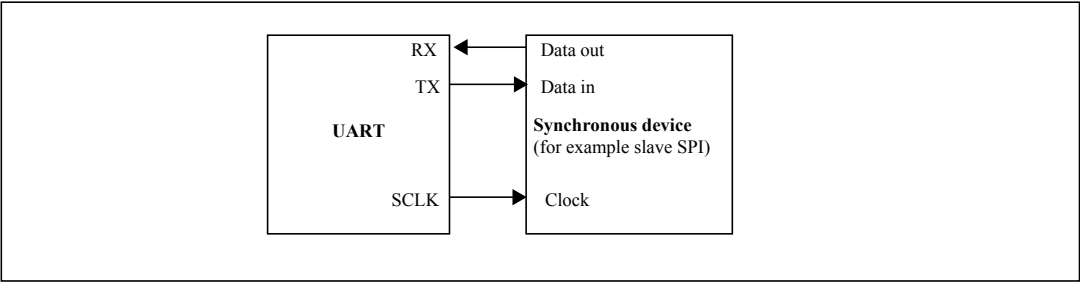 RX
Data out
TX
Data in
UART
Synchronous device
(for example slave SPI)
SCLK
Clock